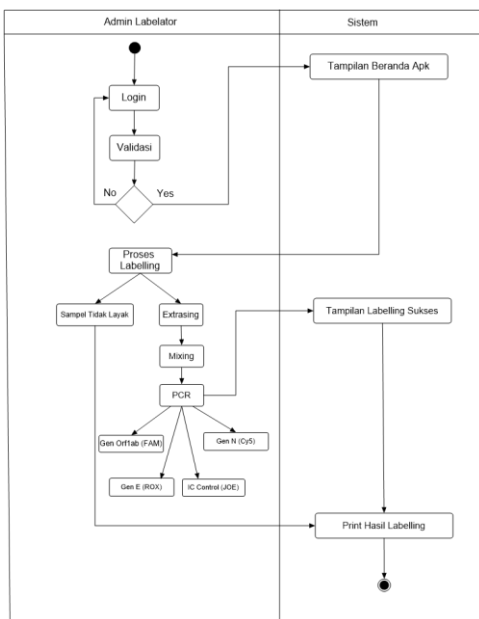 Admin Labelator
Sistem
Login
Tampilan Beranda Apk
Validasi
No
Yes
Proses
Labelling
Sampel Tidak Layak
Extrasing
Tampilan Labelling Sukses
Mixing
PCR
Gen Orf1ab (FAM)
Gen N (Cy5)
Gen E (ROX)
IC Control (JOE)
Print Hasil Labelling